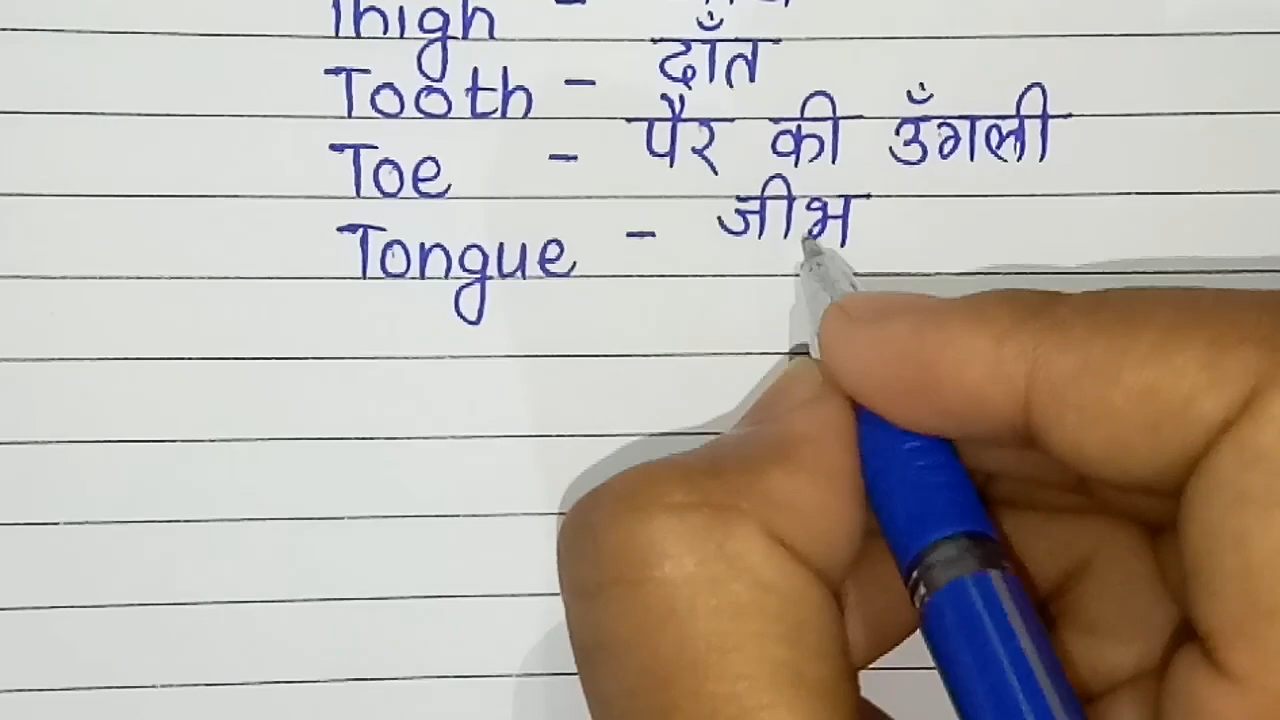 Thigh -
Tooth - दाँत
Toe - पैर की उँगली
Tongue - जीभ